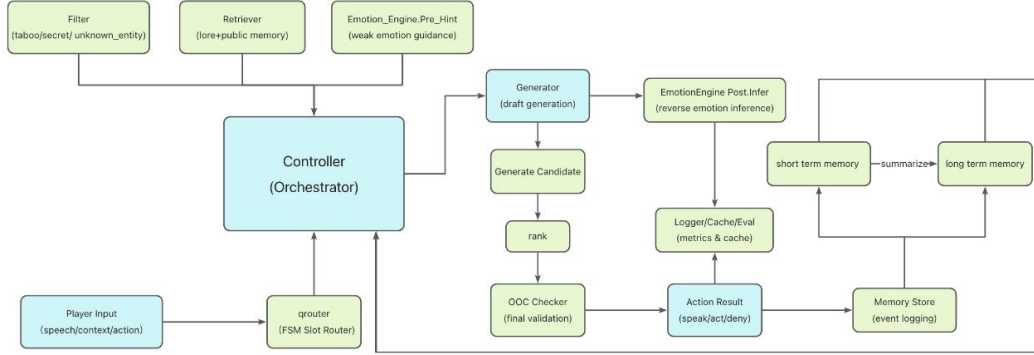 Filter
(taboo/secret/ unknown_entity)
Retriever
(lore+public memory)
Emotion_Engine.Pre_Hint
(weak emotion guidance)
Controller
(Orchestrator)
Generator
(draft generation)
EmotionEngine Post.Infer
(reverse emotion inference)
Generate Candidate
short term memory
summarize
long term memory
rank
Logger/Cache/Eval
(metrics & cache)
Player Input
(speech/context/action)
qrouter
(FSM Slot Router)
OOC Checker
(final validation)
Action Result
(speak/act/deny)
Memory Store
(event logging)